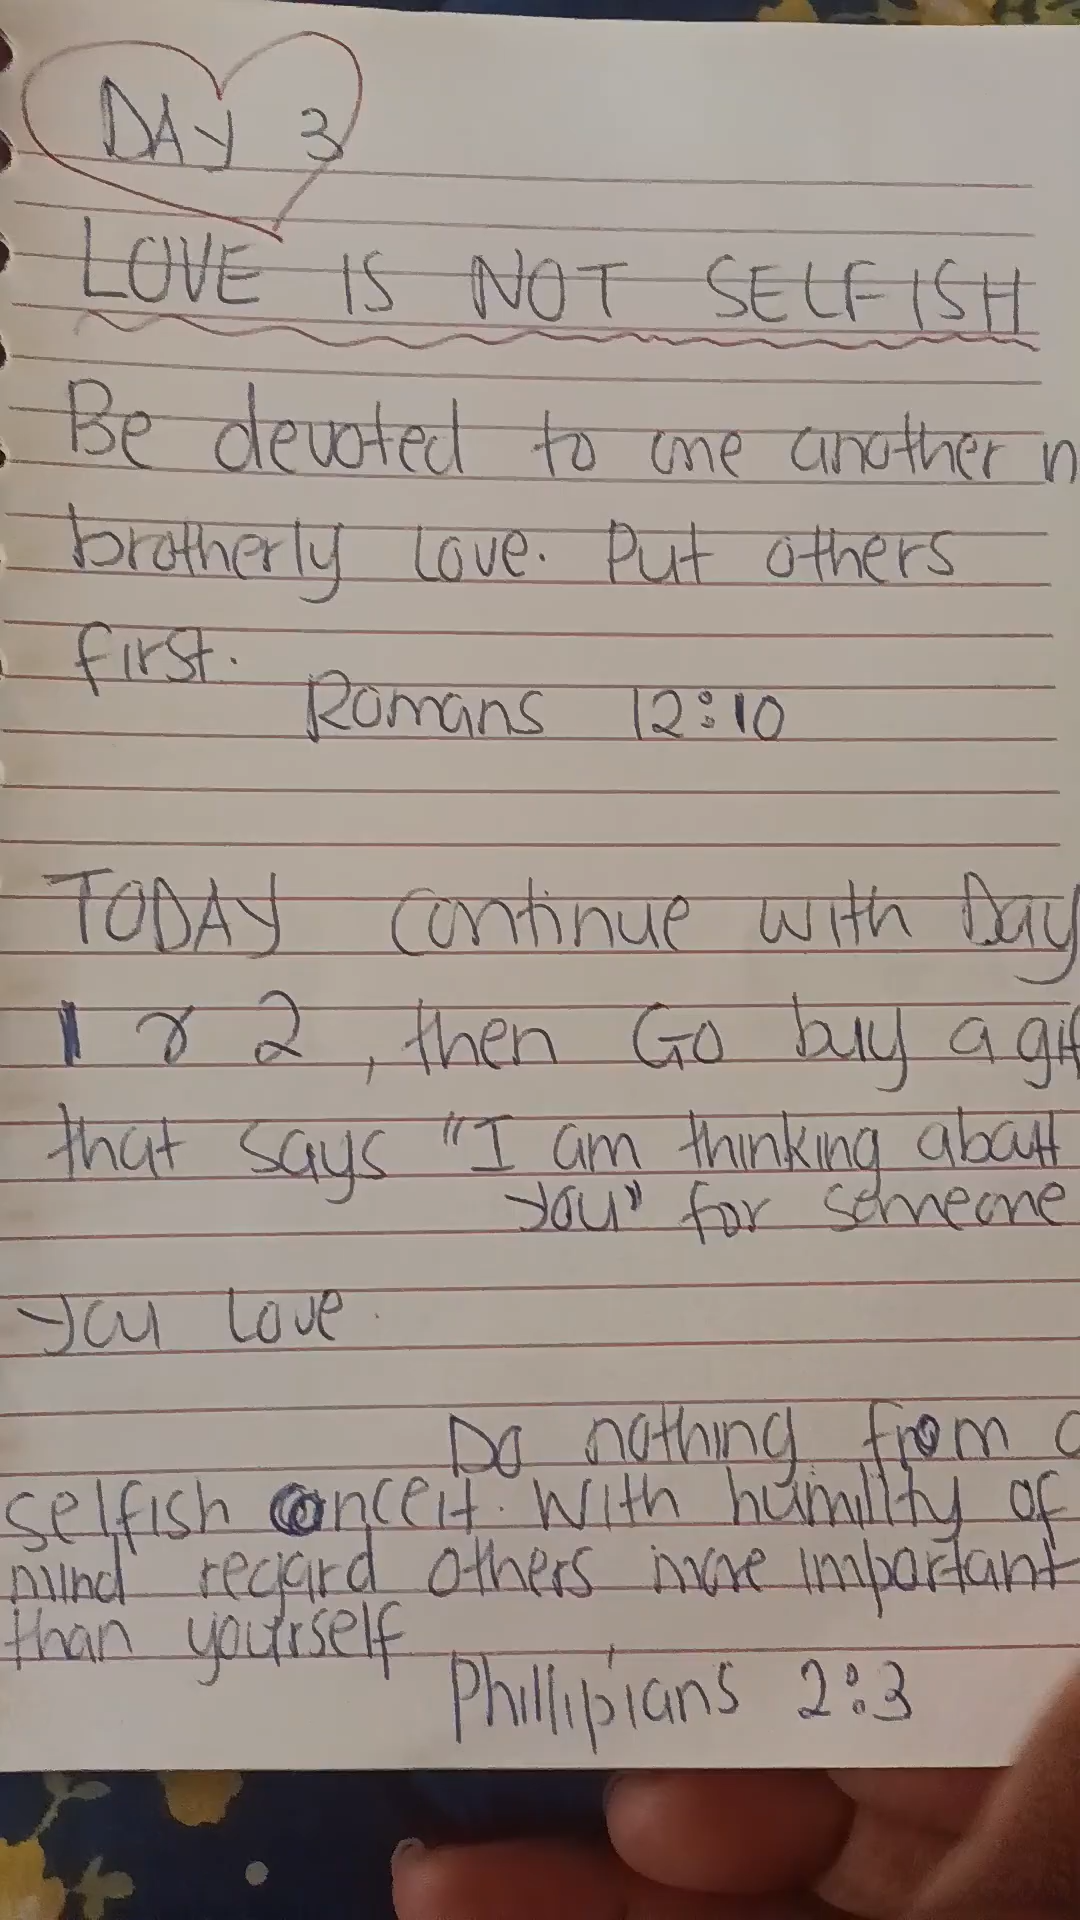 DAY 3
LOVE IS NOT SELFISH
Be devoted to one another
brotherly love. Put others
first.
Romans 12:10
TODAY continue with Day
1 & 2, then Go buy a
that says "I am thinking about
you" for someone
you love.
Do nothing from
selfish conceit. With humility of
mind regard others more important
than yourself
Phillipians 2:3